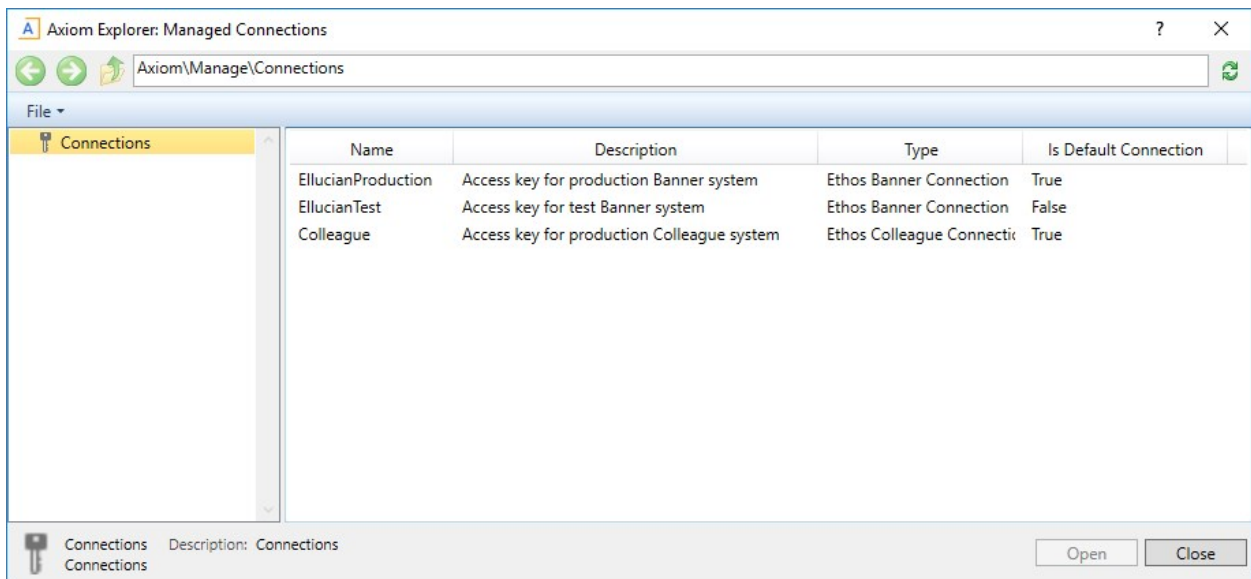 A Axiom Explorer: Managed Connections ?
Axiom\Manage\Connections
File
Connections
Name Description Type Is Default Connection
EllucianProduction Access key for production Banner system Ethos Banner Connection True
EllucianTest Access key for test Banner system Ethos Banner Connection False
Colleague Access key for production Colleague system Ethos Colleague Connectic True
Connections Description: Connections
Connections
Open Close